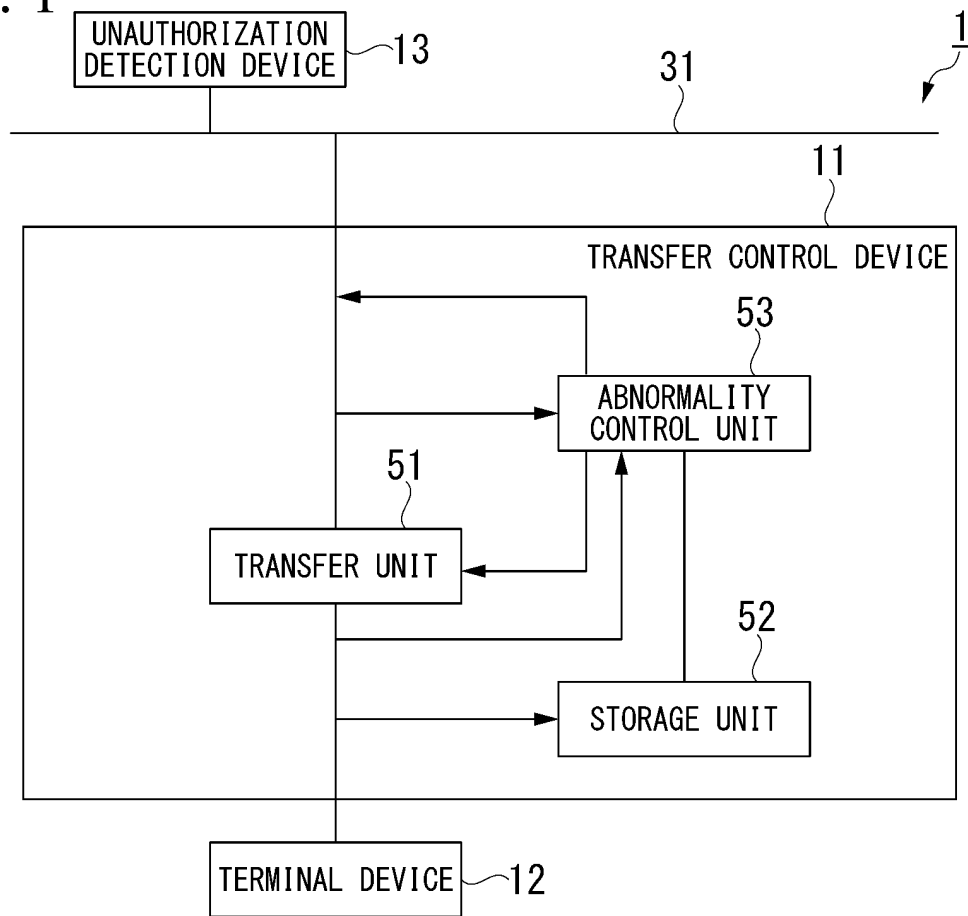 . 1
UNAUTHORIZATION
DETECTION DEVICE
13
1
31
11
TRANSFER CONTROL DEVICE
53
ABNORMALITY
CONTROL UNIT
51
TRANSFER UNIT
52
STORAGE UNIT
TERMINAL DEVICE
12